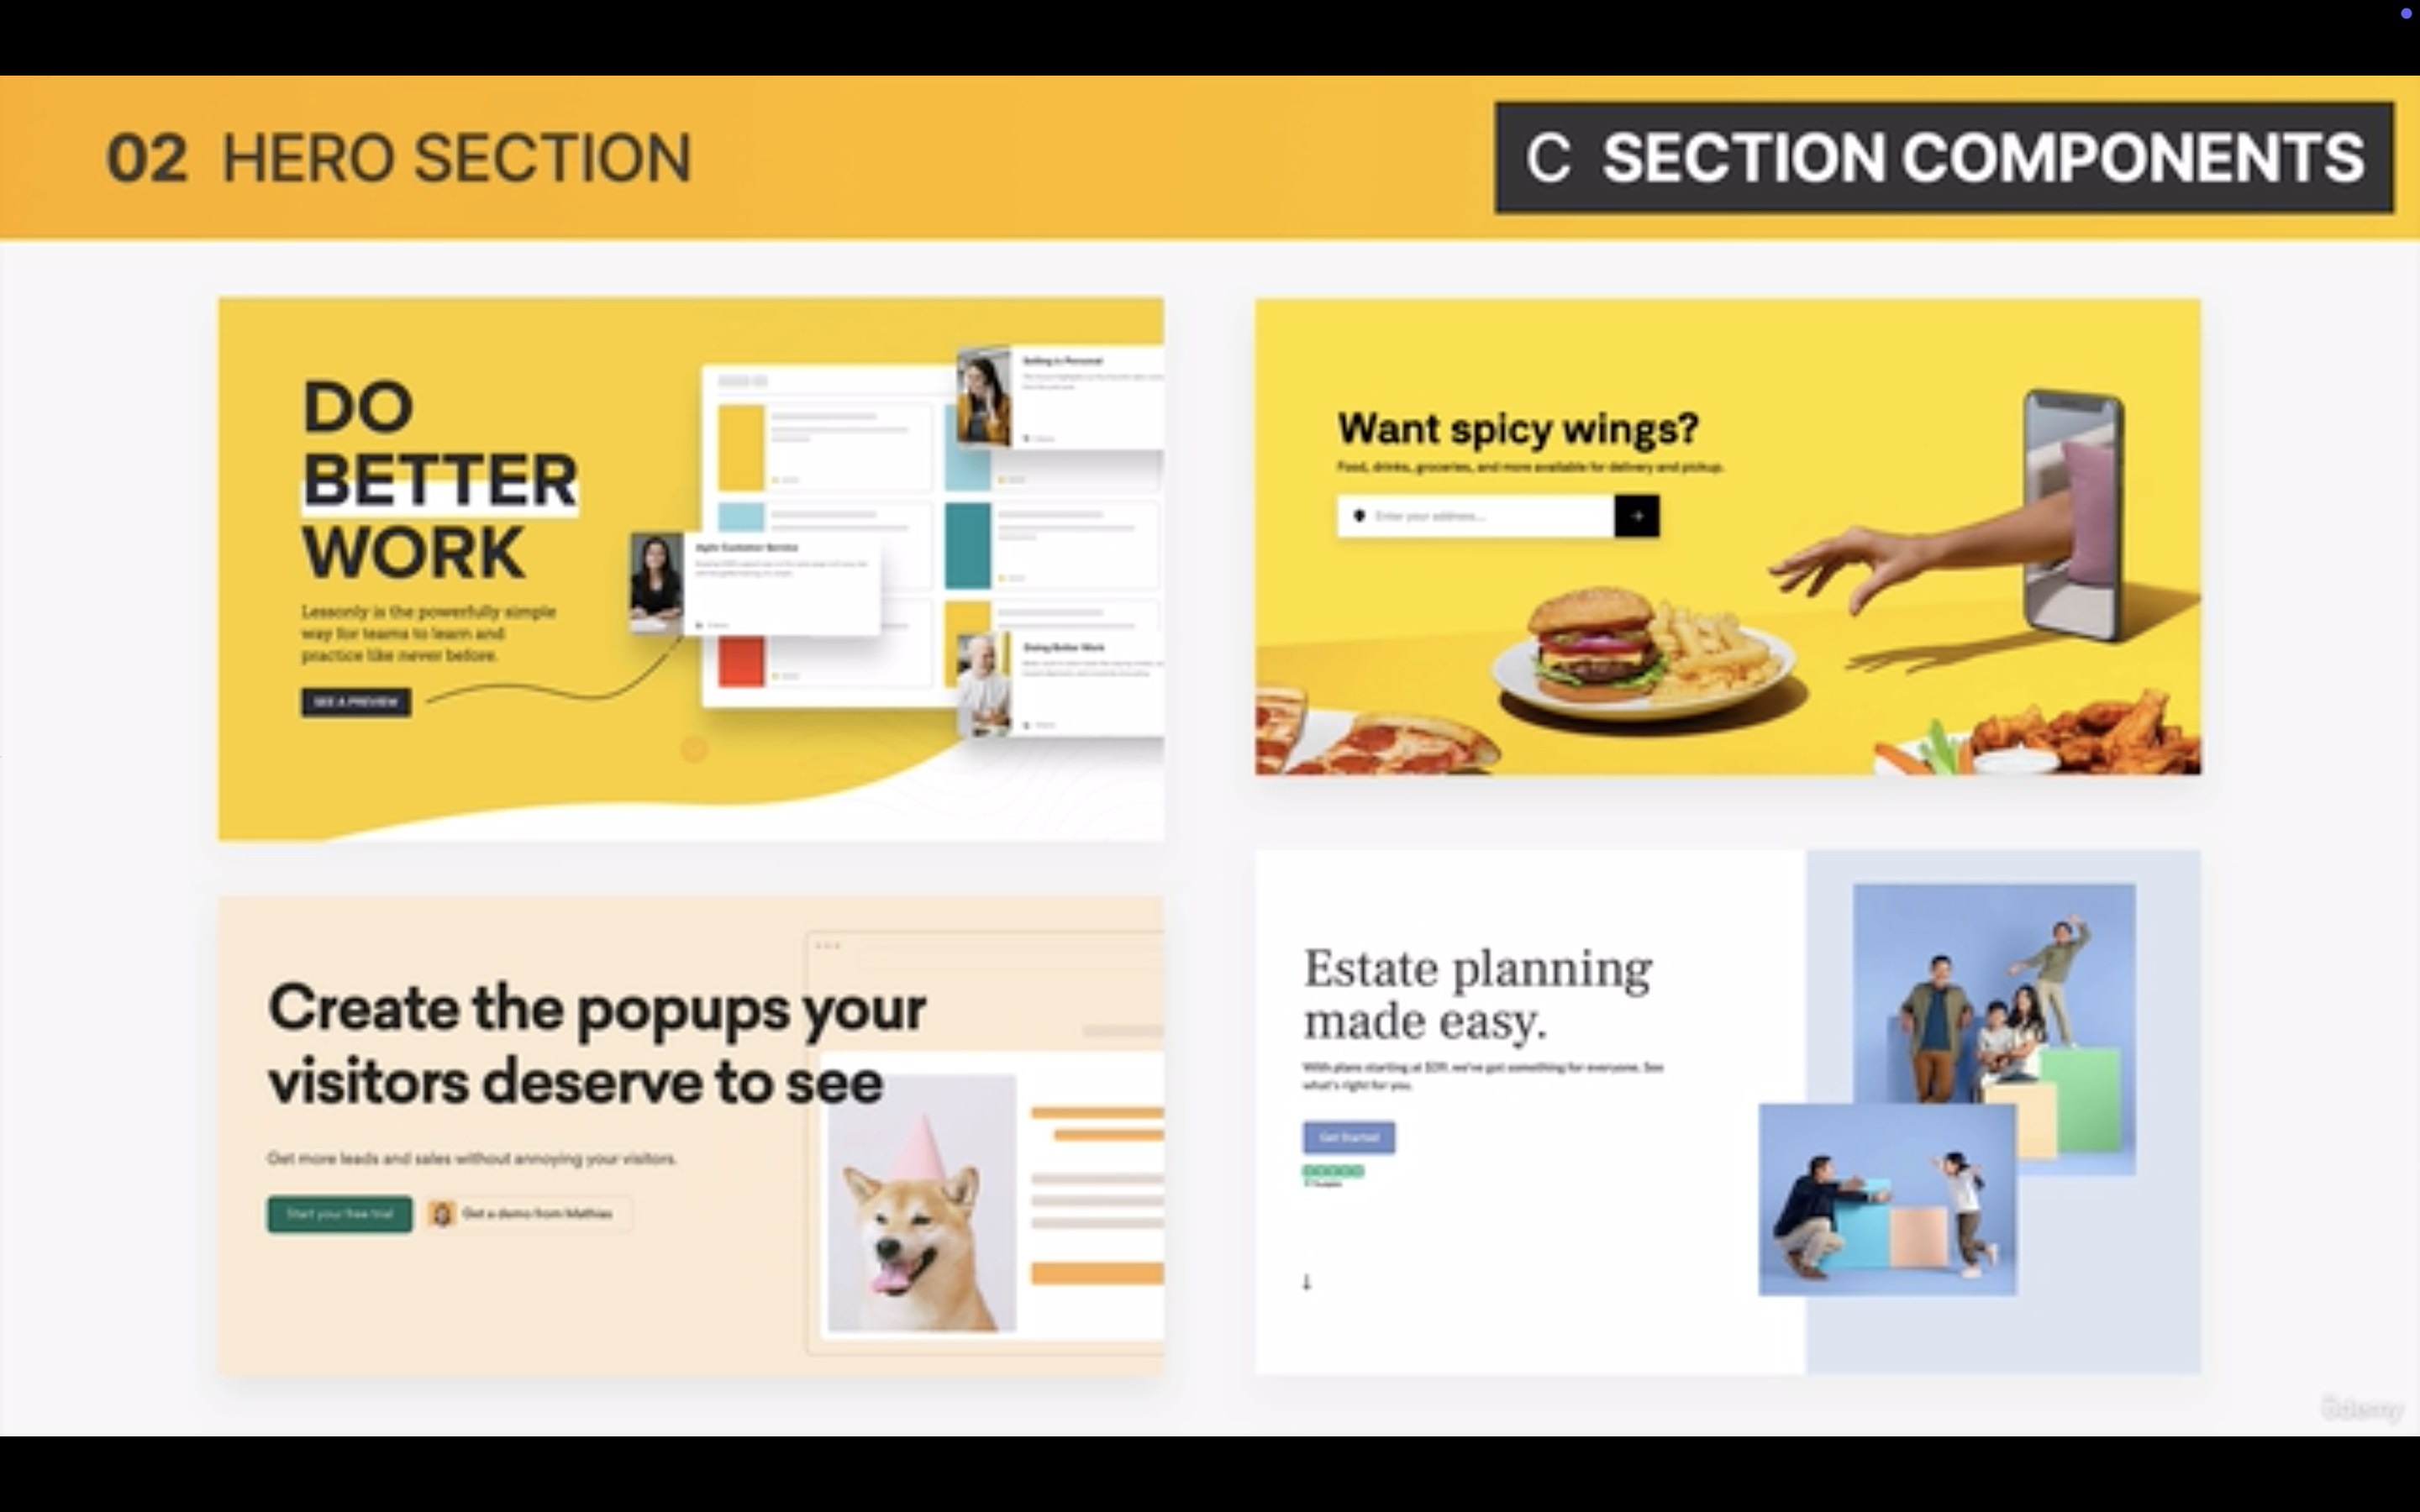 02 HERO SECTION
C SECTION COMPONENTS
DO
BETTER
WORK
Lessonly is the powerfully simple
way for teams to learn and
practice like never before.
SEE A PREVIEW
Selling is Personal
Agile Customer Service
Doing Better Work
Want spicy wings?
Food, drinks, groceries, and more available for delivery and pickup.
Enter your address...
Create the popups your
visitors deserve to see
Get more leads and sales without annoying your visitors.
Start your free trial
Get a demo from Mathias
Estate planning
made easy.
With plans starting at we've got something for everyone. See
what's right for you.
Get Started
Udemy